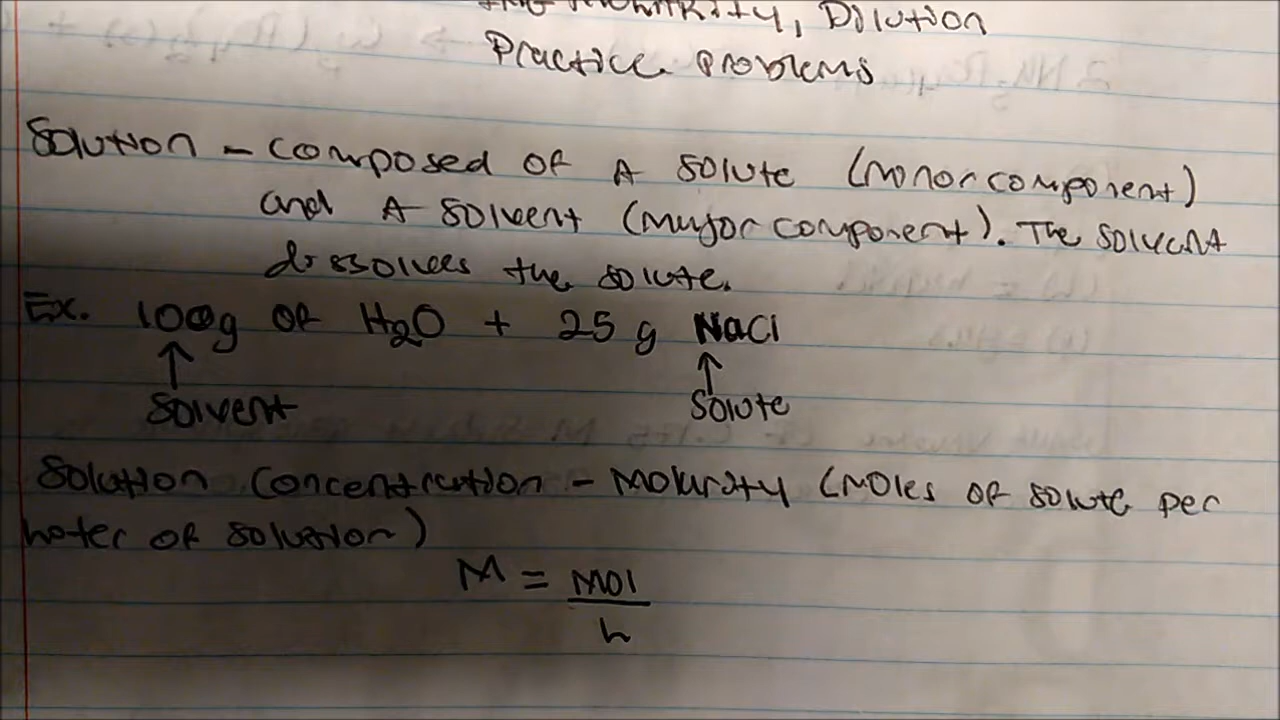 Dilution
Practice Problems
Solution - composed of A solute (minor component)
and A solvent (major component). The solvent
dissolves the solute.
Ex. 100g of H2O + 25 g NaCl
↑ ↑
Solvent Solute
Solution Concentration - Molarity (Moles of solute per
Liter of solution)
M = mol
L